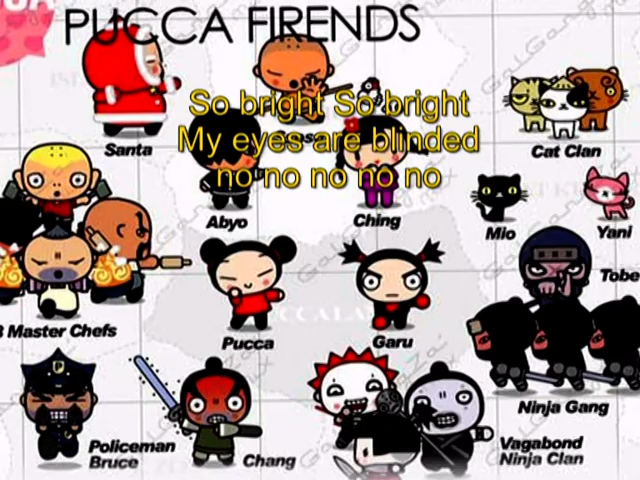 PUCCA FIRENDS
So bright So bright
My eyes are blinded
no no no no no
Santa
Cat Clan
Abyo
Ching
Mio
Yani
Tobe
Master Chefs
Pucca
Garu
Ninja Gang
Policeman
Bruce
Chang
Vagabond
Ninja Clan